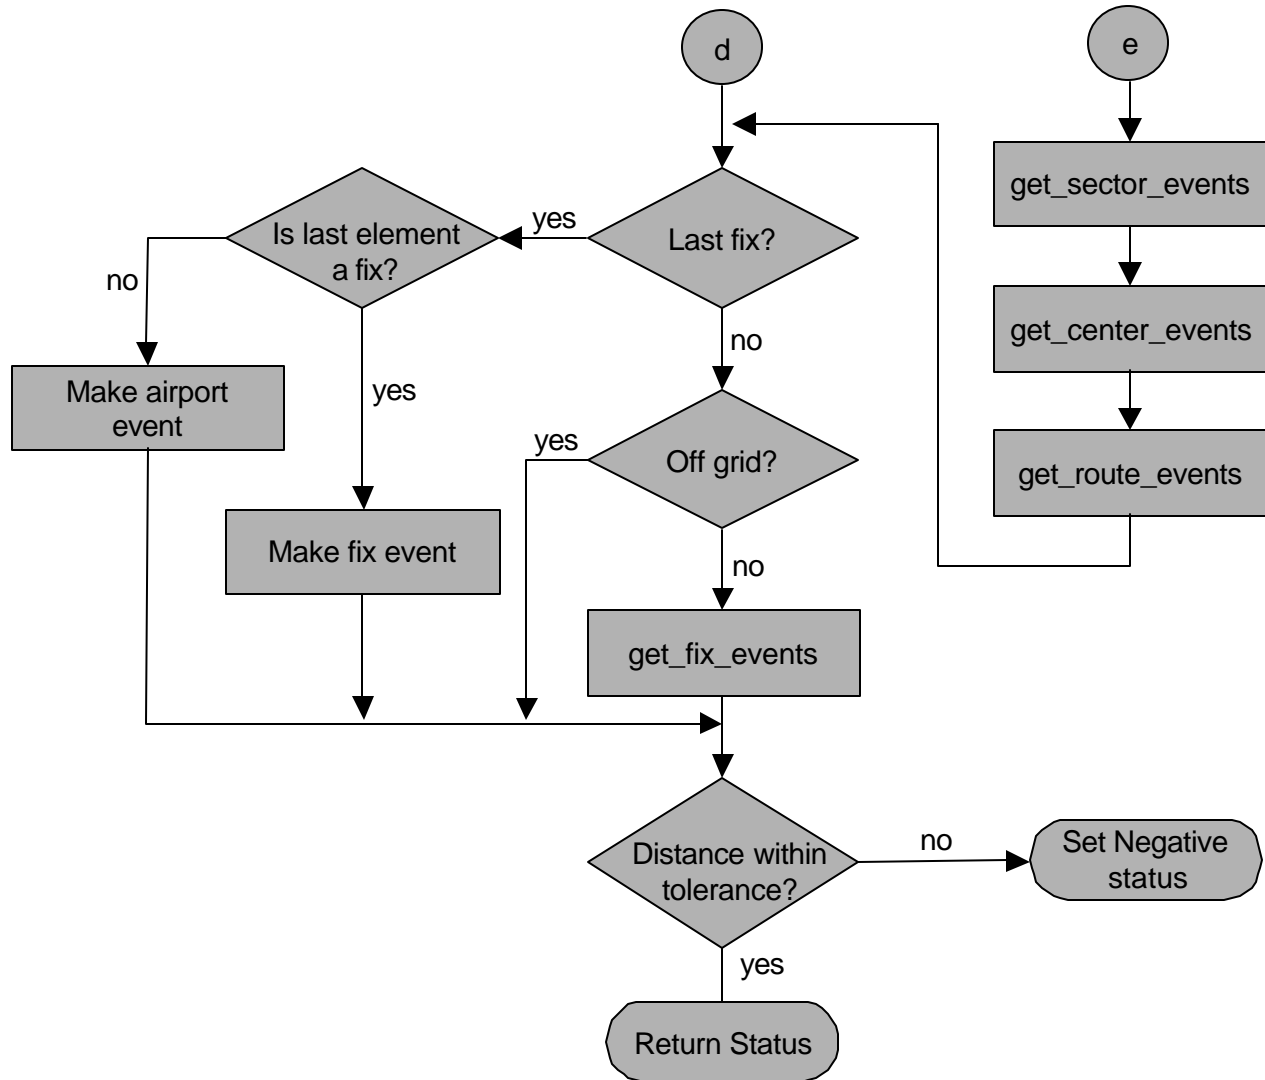 d
e
get_sector_events
yes
Is last element
a fix?
Last fix?
no
get_center_events
no
Make airport
event
yes
yes
Off grid?
get_route_events
Make fix event
no
get_fix_events
Distance within
tolerance?
no
Set Negative
status
yes
Return Status